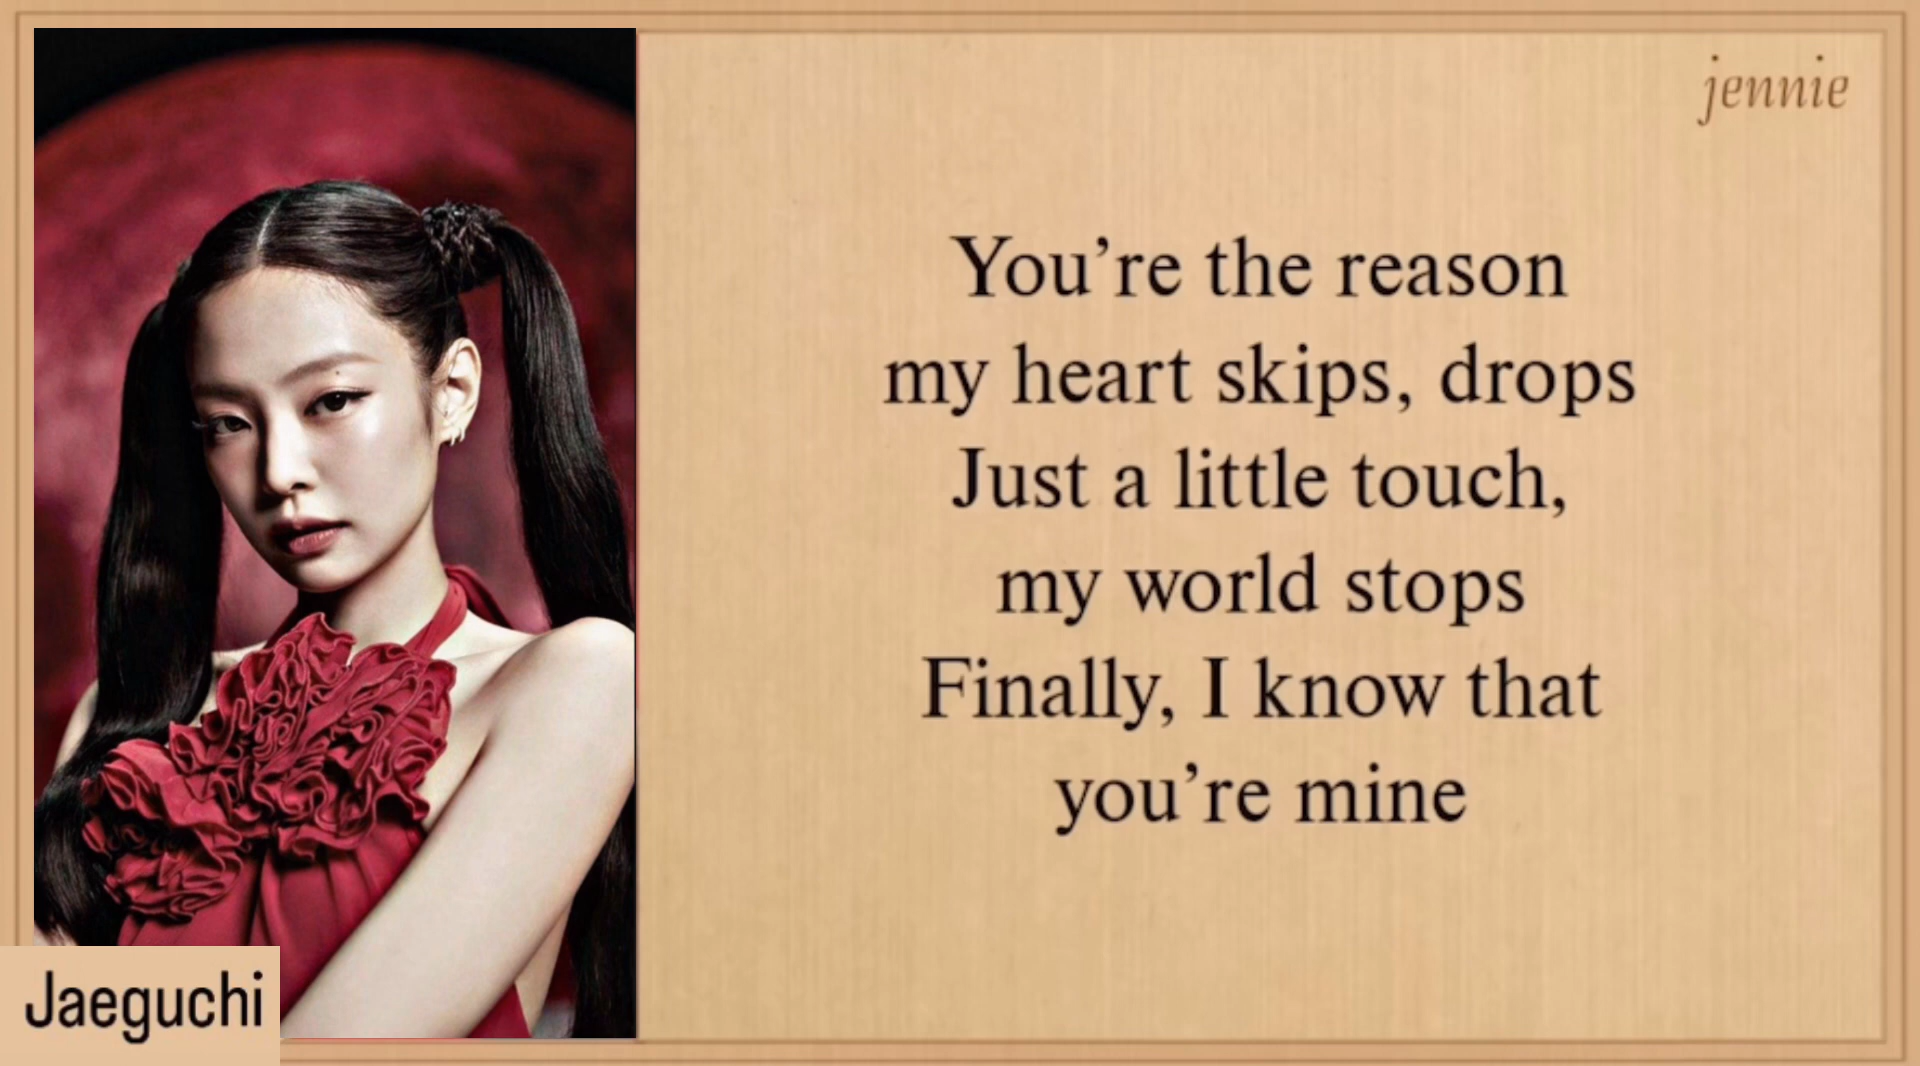 jennie
You’re the reason
my heart skips, drops
Just a little touch,
my world stops
Finally, I know that
you’re mine
Jaeguchi